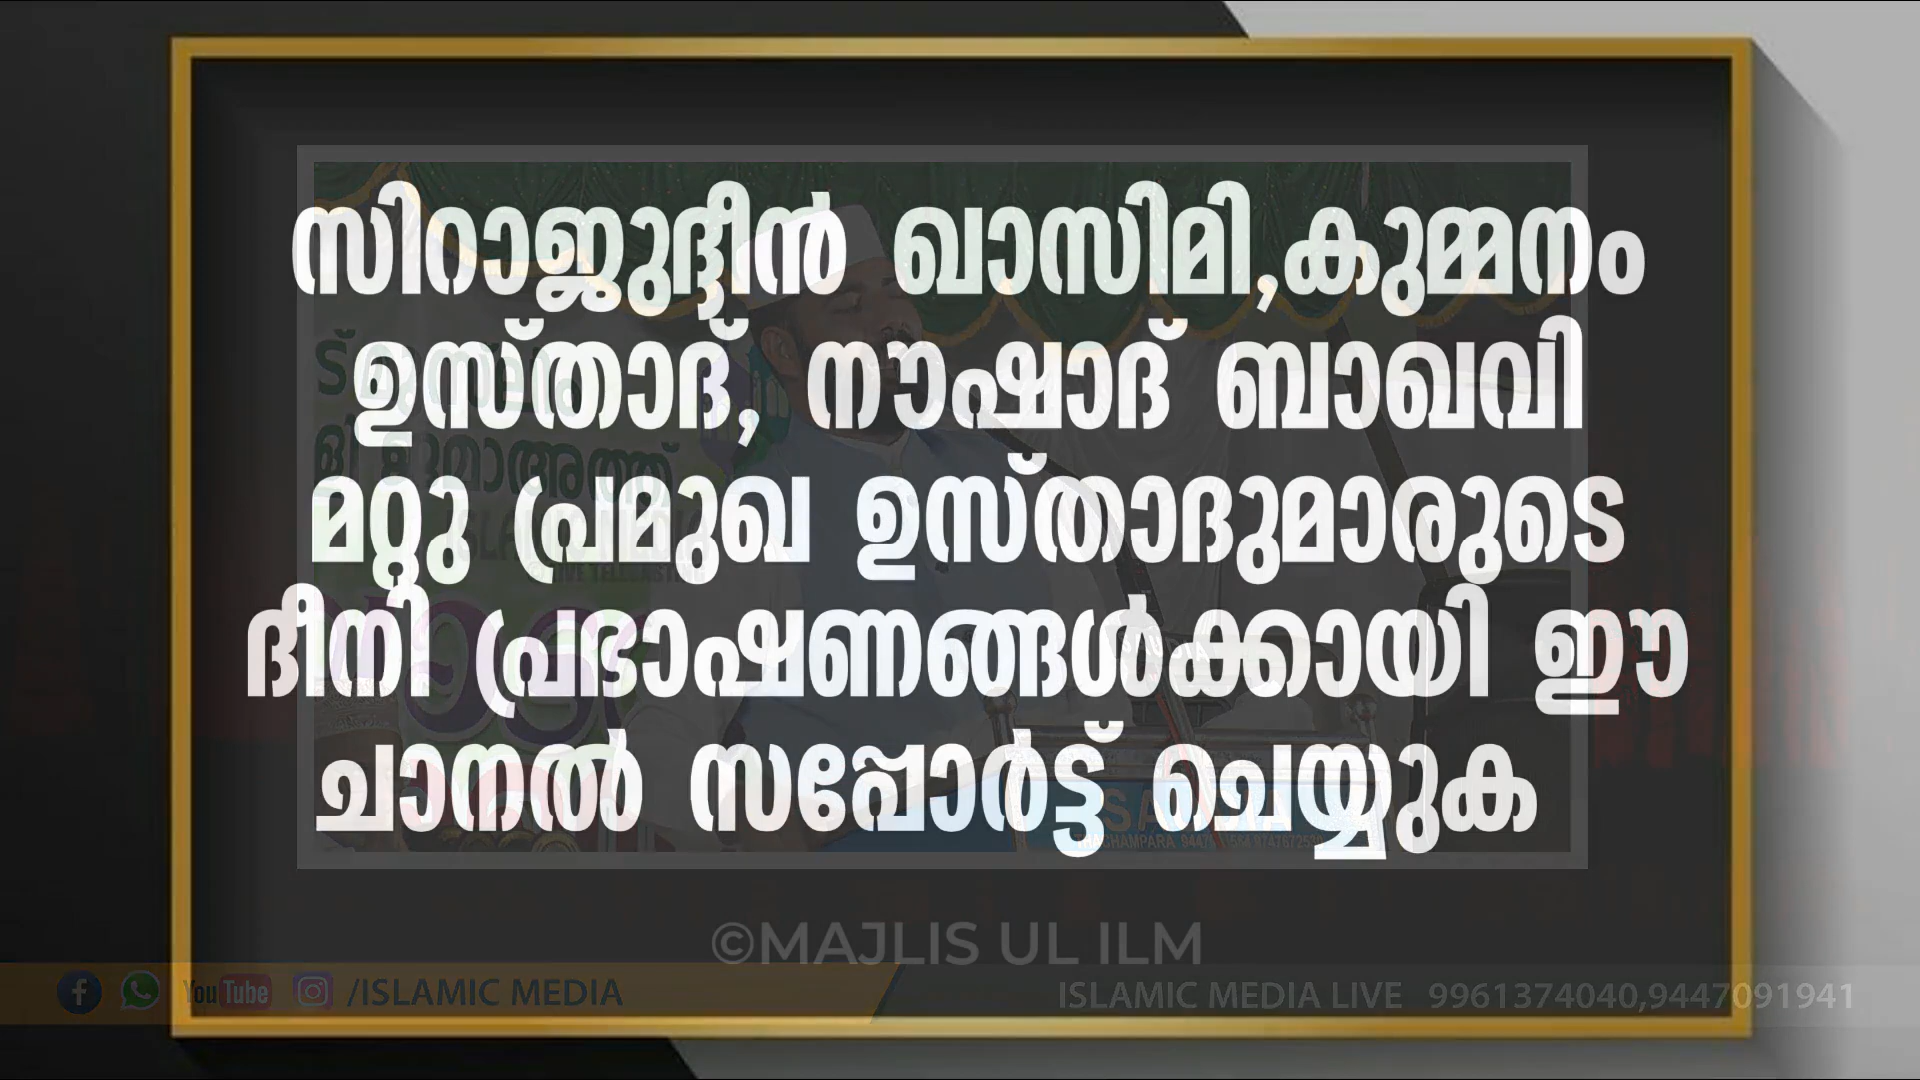 സിറാജുദ്ദീൻ ഖാസിമി,കുമ്മനം
ഉസ്താദ്, നൗഷാദ് ബാഖവി
മറ്റു പ്രമുഖ ഉസ്താദുമാരുടെ
ദീനി പ്രഭാഷണങ്ങൾക്കായി ഈ
ചാനൽ സപ്പോർട്ട് ചെയ്യുക
©MAJLIS UL ILM
YouTube /ISLAMIC MEDIA
ISLAMIC MEDIA LIVE 9961374040,9447091941